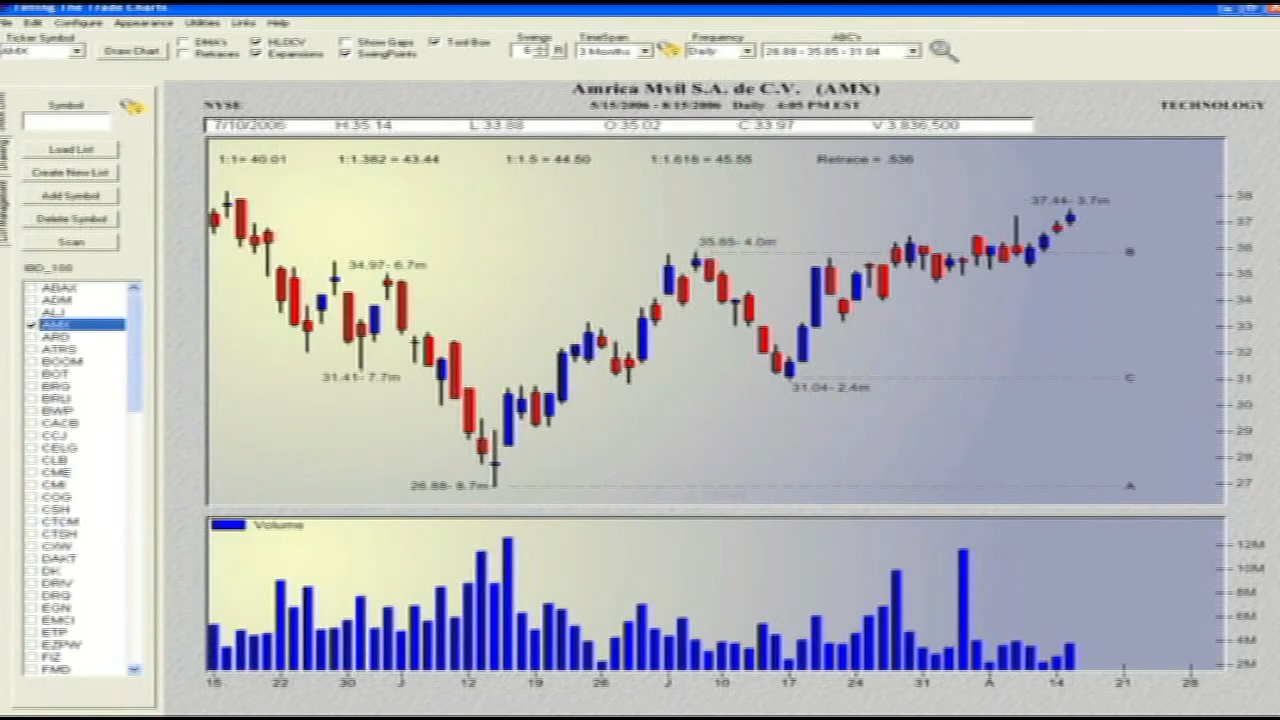 Timing The Trade Charts
File Edit Configure Appearance Utilities Links Help
Ticker Symbol
AMX
Draw Chart
DMA's
Retraces
HLOCV
Expansions
Show Gaps
SwingPoints
Tool Box
Swings
6
R
TimeSpan
3 Months
Frequency
Daily
ABC's
26.88 - 35.85 - 31.04
Symbol
Load List
Create New List
Add Symbol
Delete Symbol
Scan
IBD_100
ABAX
ADM
ALJ
AMX
ARD
ATRS
BOOM
BOT
BRG
BRLI
BWP
CACB
CCJ
CELG
CLB
CME
CMI
COG
CSH
CTCM
CTSH
CXW
DAKT
DK
DRIV
DRQ
EGN
EMCI
ETP
EZPW
FIZ
FMD
Amrica Mvil S.A. de C.V. (AMX)
NYSE
5/15/2006 - 8/15/2006 Daily 4:05 PM EST
TECHNOLOGY
7/10/2006 H:35.14 L:33.88 O:35.02 C:33.97 V:3,836,500
1:1= 40.01 1:1.382 = 43.44 1:1.5 = 44.50 1:1.618 = 45.55 Retrace = .536
37.44- 3.7m
35.85- 4.0m
34.97- 6.7m
31.41- 7.7m
31.04- 2.4m
26.88- 8.7m
B
C
A
38
37
36
35
34
33
32
31
30
29
28
27
Volume
12M
10M
8M
6M
4M
2M
15 22 30 J 12 19 26 J 10 17 24 31 A 14 21 28